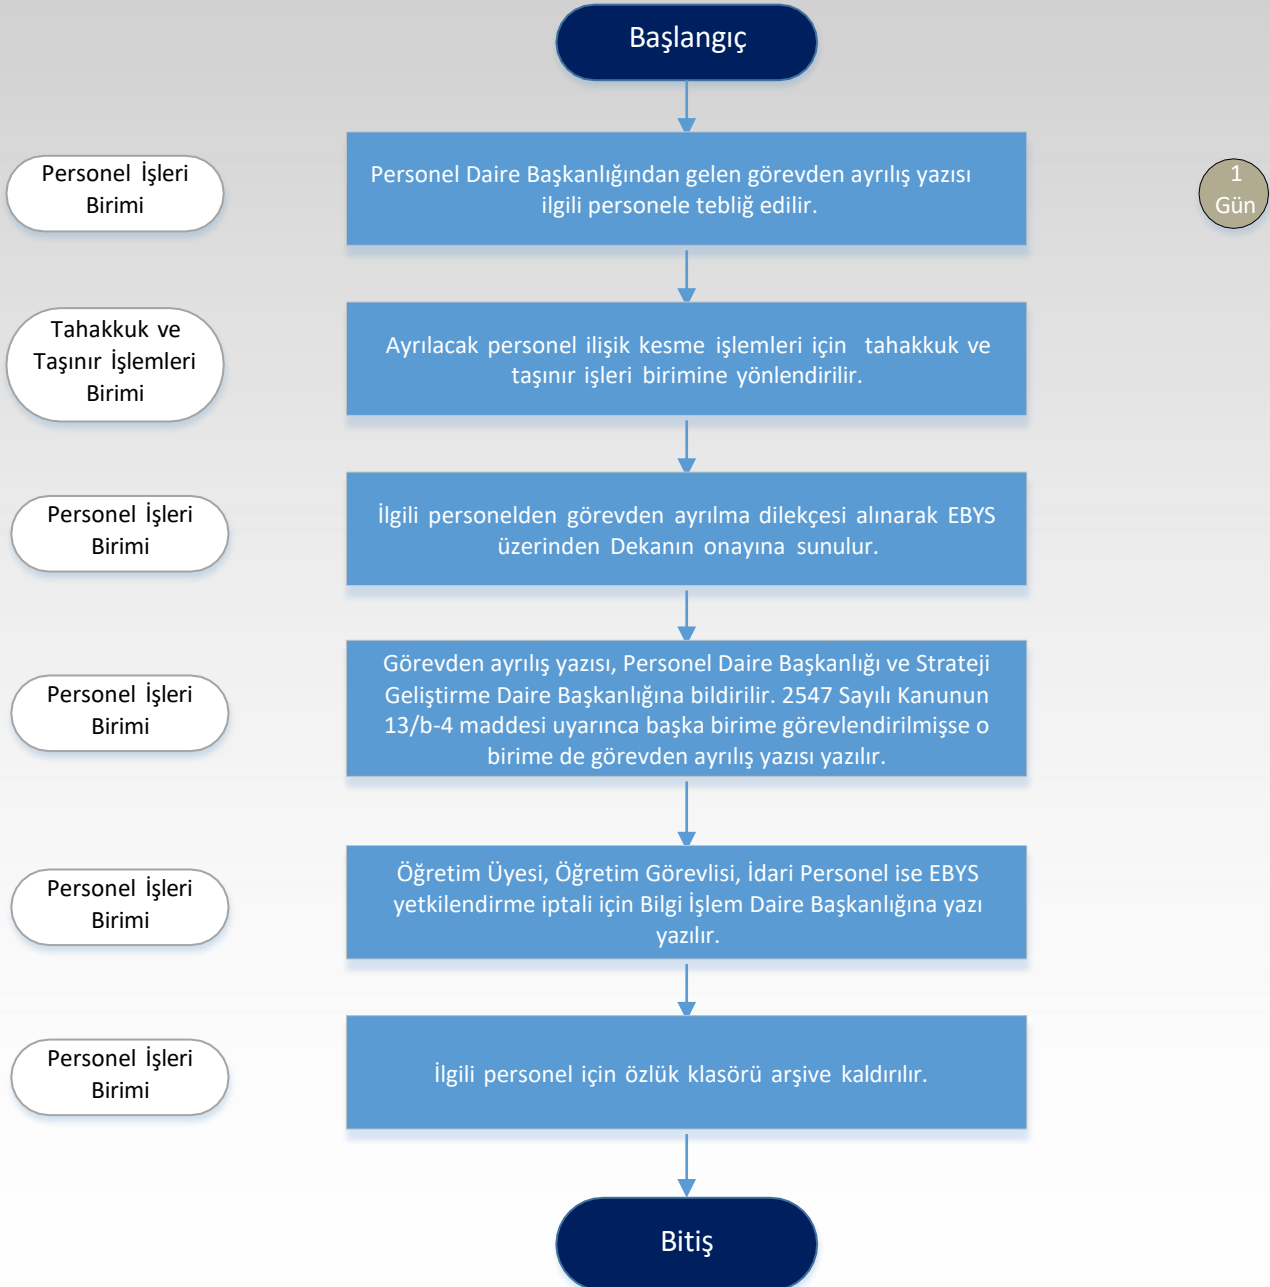 Başlangıç
Personel İşleri
Birimi
Personel Daire Başkanlığından gelen görevden ayrılış yazısı
ilgili personele tebliğ edilir.
1
Gün
Tahakkuk ve
Taşınır İşlemleri
Birimi
Ayrılacak personel ilişik kesme işlemleri için tahakkuk ve
taşınır işleri birimine yönlendirilir.
Personel İşleri
Birimi
İlgili personelden görevden ayrılma dilekçesi alınarak EBYS
üzerinden Dekanın onayına sunulur.
Personel İşleri
Birimi
Görevden ayrılış yazısı, Personel Daire Başkanlığı ve Strateji
Geliştirme Daire Başkanlığına bildirilir. 2547 Sayılı Kanunun
13/b-4 maddesi uyarınca başka birime görevlendirilmişse o
birime de görevden ayrılış yazısı yazılır.
Personel İşleri
Birimi
Öğretim Üyesi, Öğretim Görevlisi, İdari Personel ise EBYS
yetkilendirme iptali için Bilgi İşlem Daire Başkanlığına yazı
yazılır.
Personel İşleri
Birimi
İlgili personel için özlük klasörü arşive kaldırılır.
Bitiş